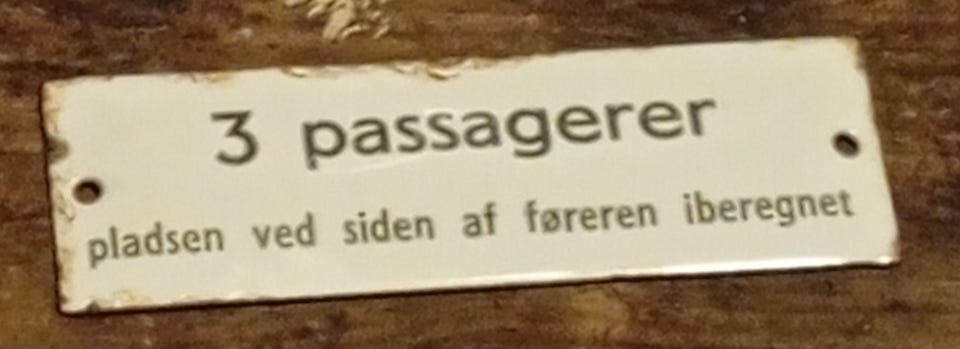 3 passagerer
pladsen ved siden af føreren iberegnet